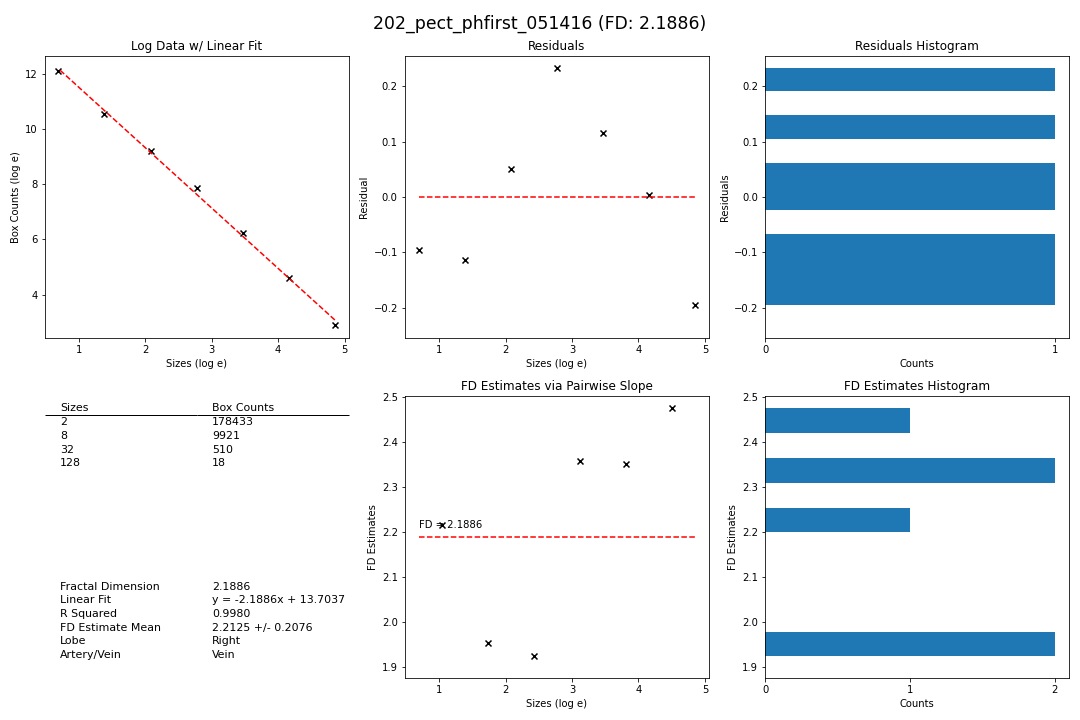 202_pect_phfirst_051416 (FD: 2.1886)
Log Data w/ Linear Fit
12
10
8
6
4
Box Counts (log e)
1 2 3 4 5
Sizes (log e)
Residuals
0.2
0.1
0.0
−0.1
−0.2
Residual
1 2 3 4 5
Sizes (log e)
Residuals Histogram
0.2
0.1
0.0
−0.1
−0.2
Residuals
0 1
Counts
Sizes Box Counts
2 178433
8 9921
32 510
128 18
Fractal Dimension 2.1886
Linear Fit y = -2.1886x + 13.7037
R Squared 0.9980
FD Estimate Mean 2.2125 +/- 0.2076
Lobe Right
Artery/Vein Vein
FD Estimates via Pairwise Slope
2.5
2.4
2.3
2.2
2.1
2.0
1.9
FD Estimates
FD = 2.1886
1 2 3 4 5
Sizes (log e)
FD Estimates Histogram
2.5
2.4
2.3
2.2
2.1
2.0
1.9
FD Estimates
0 1 2
Counts